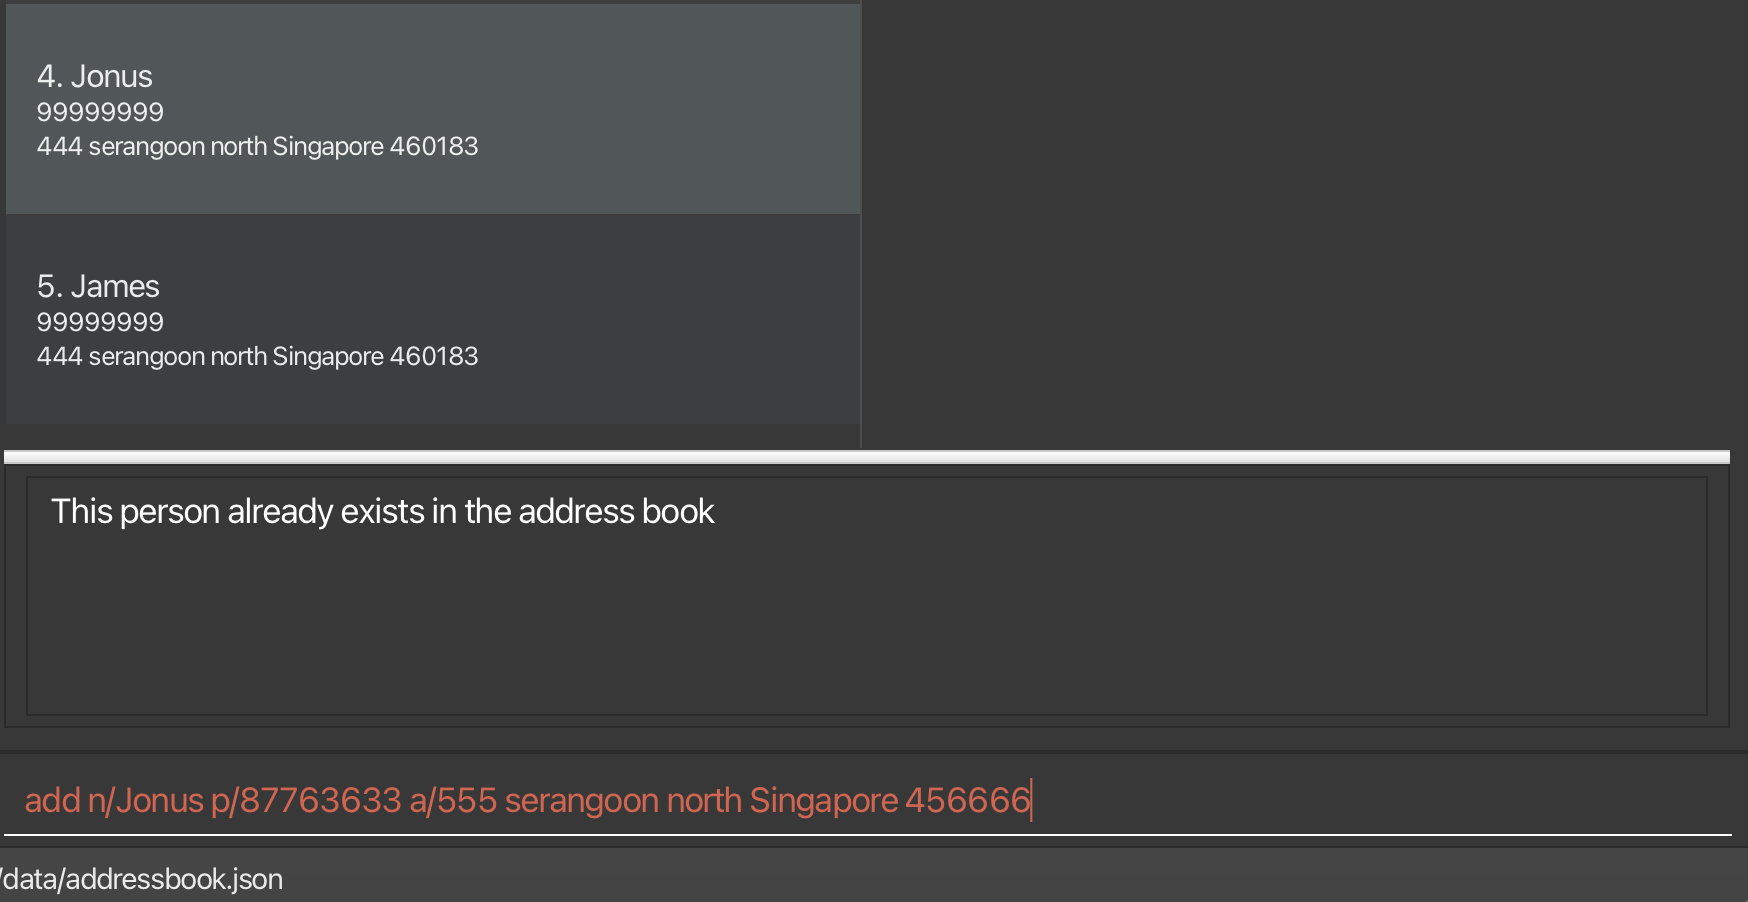 4. Jonus
99999999
444 serangoon north Singapore 460183
5. James
99999999
444 serangoon north Singapore 460183
This person already exists in the address book
add n/Jonus p/87763633 a/555 serangoon north Singapore 456666
/data/addressbook.json